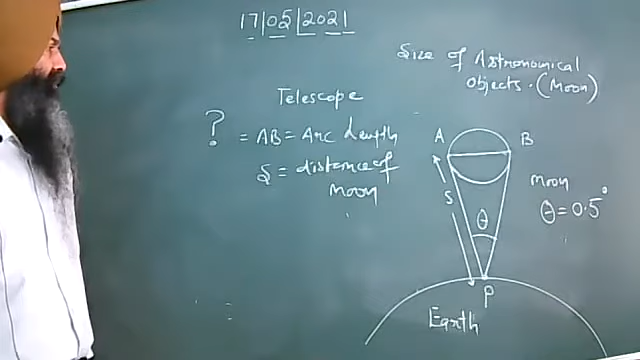 17|05|2021
Size of Astronomical
Objects. (Moon)
Telescope
? = AB = Arc Length
S = distance of
Moon
A
B
S
θ
Moon
θ = 0.5°
P
Earth
=